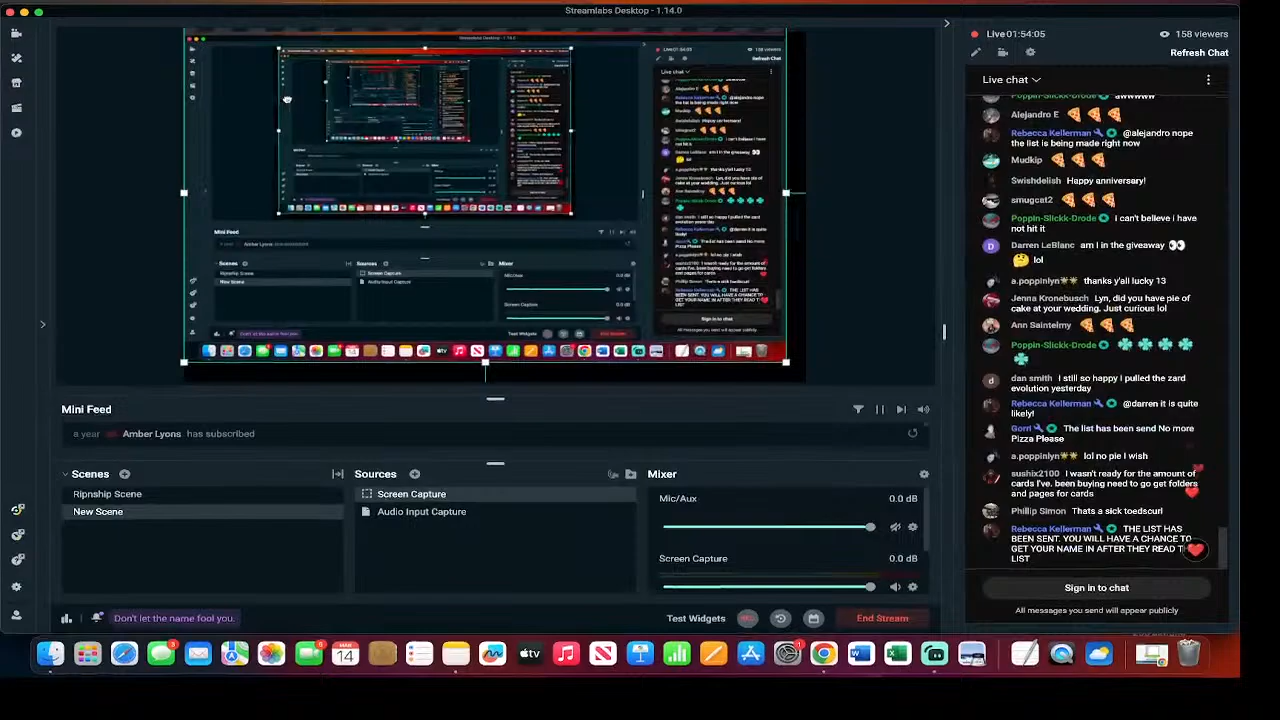 Streamlabs Desktop - 1.14.0
Live 01:54:05
viewers
Refresh Chat
Live chat
Poppin-Slickk-Drode
Alejandro E
Rebecca Kellerman @alejandro nope
the list is being made right now
Mudkip
Swishdelish Happy anniversary
smugcat2
Poppin-Slickk-Drode i can't believe i have
not hit it
Darren LeBlanc am I in the giveaway
lol
a.poppinlyn thanks y'all Lucky 13
Jenna Kronebusch Lyn, did you have pie or
cake at your wedding. Just curious lol
Ann Santelmy
Poppin-Slickk-Drode
dan smith I still so happy I pulled the zard
evolution yesterday
Rebecca Kellerman @darren it is quite
likely!
Gorri The list has been send No more
Pizza Please
a.poppinlyn lol no pie I wish
sushix2100 I wasn't ready for the amount of
cards I've. been buying need to go get folders
and pages for cards
Phillip Simon Thats a sick toedscurl
Rebecca Kellerman THE LIST HAS
BEEN SENT. YOU WILL HAVE A CHANCE TO
GET YOUR NAME IN AFTER THEY READ T
LIST
Sign in to chat
All messages you send will appear publicly
Mini Feed
a year Amber Lyons has subscribed
Scenes
Ripnship Scene
New Scene
Sources
Screen Capture
Audio Input Capture
Mixer
Mic/Aux 0.0 dB
Screen Capture 0.0 dB
Don't let the name fool you.
Test Widgets
REC
End Stream
MAR
14
tv